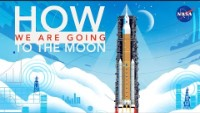 HOW
WE ARE GOING
TO THE MOON
NASA